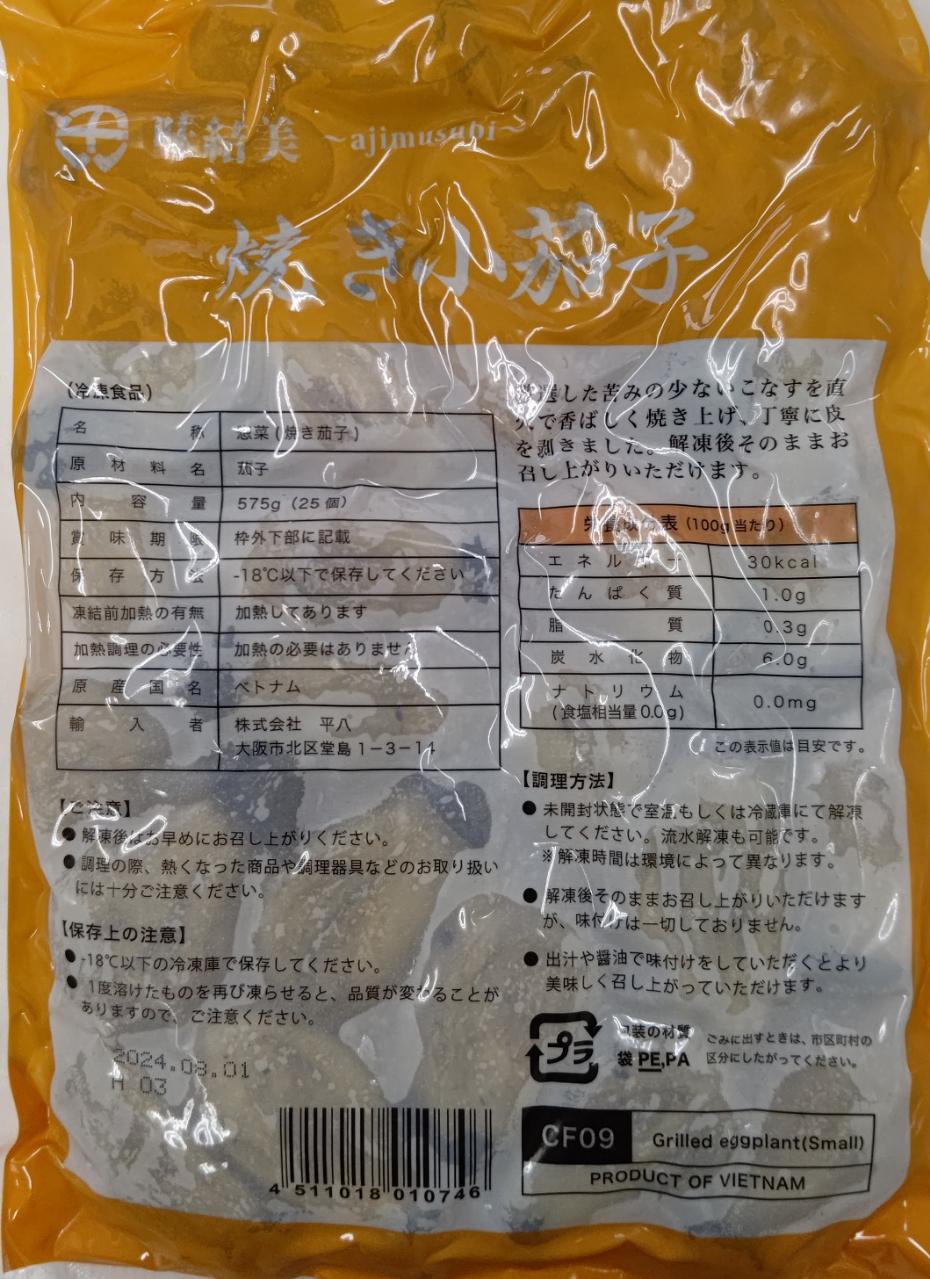 味結美 ～ajimusubi～
焼き小茄子
(冷凍食品)
名称 惣菜(焼き茄子)
原材料名 茄子
内容量 575g(25個)
賞味期限 枠外下部に記載
保存方法 -18℃以下で保存してください
凍結前加熱の有無 加熱してあります
加熱調理の必要性 加熱の必要はありません
原産国名 ベトナム
輸入者 株式会社 平八
大阪市北区堂島1-3-14
【ご注意】
●解凍後はお早めにお召し上がりください。
●調理の際、熱くなった商品や調理器具などのお取り扱い
には十分ご注意ください。
【保存上の注意】
●-18℃以下の冷凍庫で保存してください。
●1度溶けたものを再び凍らせると、品質が変わることが
ありますので、ご注意ください。
2024.08.01
H 03
4 511018 010746
厳選した苦みの少ないこなすを直
火で香ばしく焼き上げ、丁寧に皮
を剥きました。解凍後そのままお
召し上がりいただけます。
栄養成分表(100g当たり)
エネルギー 30kcal
たんぱく質 1.0g
脂質 0.3g
炭水化物 6.0g
ナトリウム 0.0mg
(食塩相当量0.0g)
この表示値は目安です。
【調理方法】
●未開封状態で室温もしくは冷蔵庫にて解凍
してください。流水解凍も可能です。
※解凍時間は環境によって異なります。
●解凍後そのままお召し上がりいただけます
が、味付けは一切しておりません。
●出汁や醤油で味付けをしていただくとより
美味しく召し上がっていただけます。
プラ
包装の材質
袋 PE,PA
ごみに出すときは、市区町村の
区分にしたがってください。
CF09 Grilled eggplant(Small)
PRODUCT OF VIETNAM